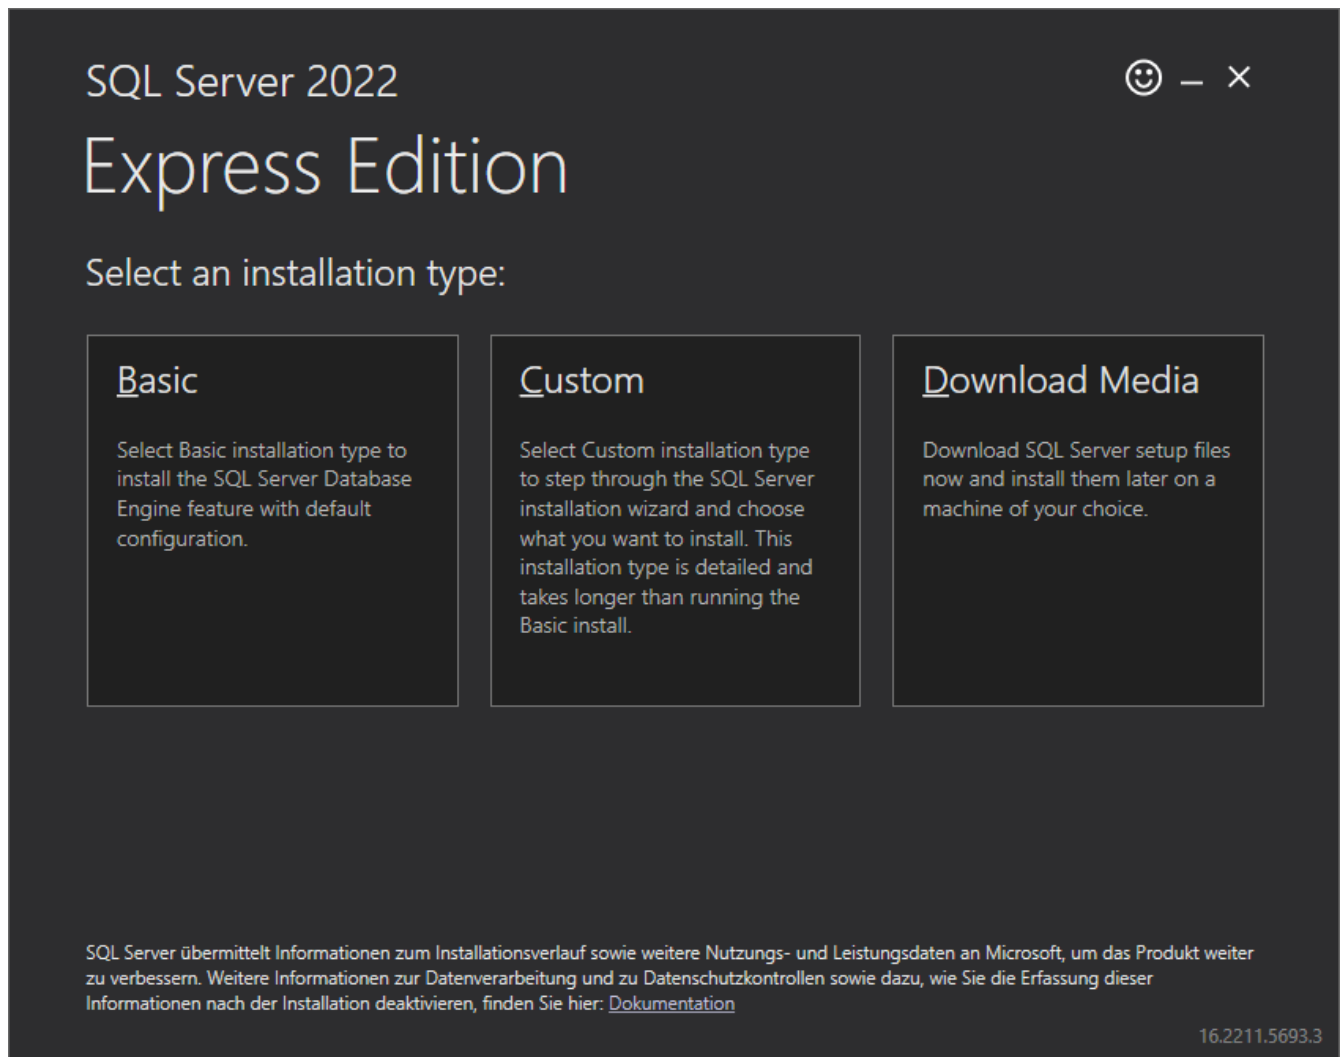 SQL Server 2022
Express Edition
Select an installation type:
Basic
Select Basic installation type to
install the SQL Server Database
Engine feature with default
configuration.
Custom
Select Custom installation type
to step through the SQL Server
installation wizard and choose
what you want to install. This
installation type is detailed and
takes longer than running the
Basic install.
Download Media
Download SQL Server setup files
now and install them later on a
machine of your choice.
SQL Server übermittelt Informationen zum Installationsverlauf sowie weitere Nutzungs- und Leistungsdaten an Microsoft, um das Produkt weiter
zu verbessern. Weitere Informationen zur Datenverarbeitung und zu Datenschutzkontrollen sowie dazu, wie Sie die Erfassung dieser
Informationen nach der Installation deaktivieren, finden Sie hier: Dokumentation
16.2211.5693.3